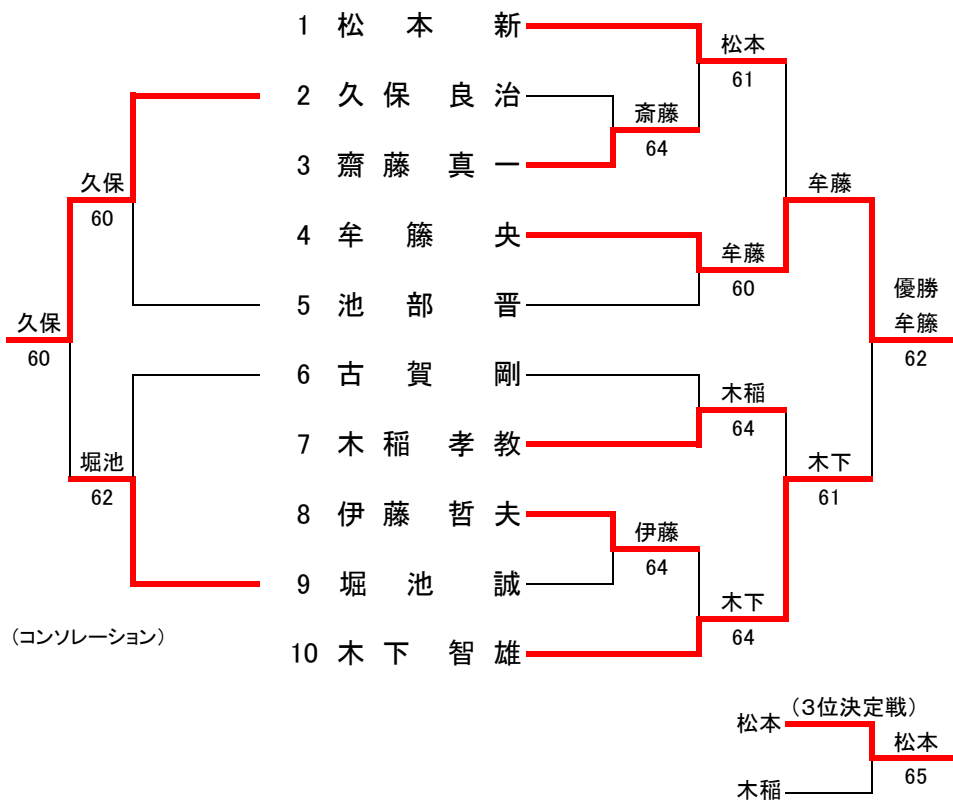 1 松本 新
松本
61
2 久保 良治
斎藤
64
3 齋藤 真一
久保
60
牟藤
4 牟籐 央
牟藤
60
5 池部 晋
優勝
久保
60
牟籐
62
6 古賀 剛
木稲
64
7 木稲 孝教
堀池
62
木下
61
8 伊藤 哲夫
伊藤
64
9 堀池 誠
木下
64
(コンソレーション)
10 木下 智雄
(3位決定戦)
松本
松本
65
木稲